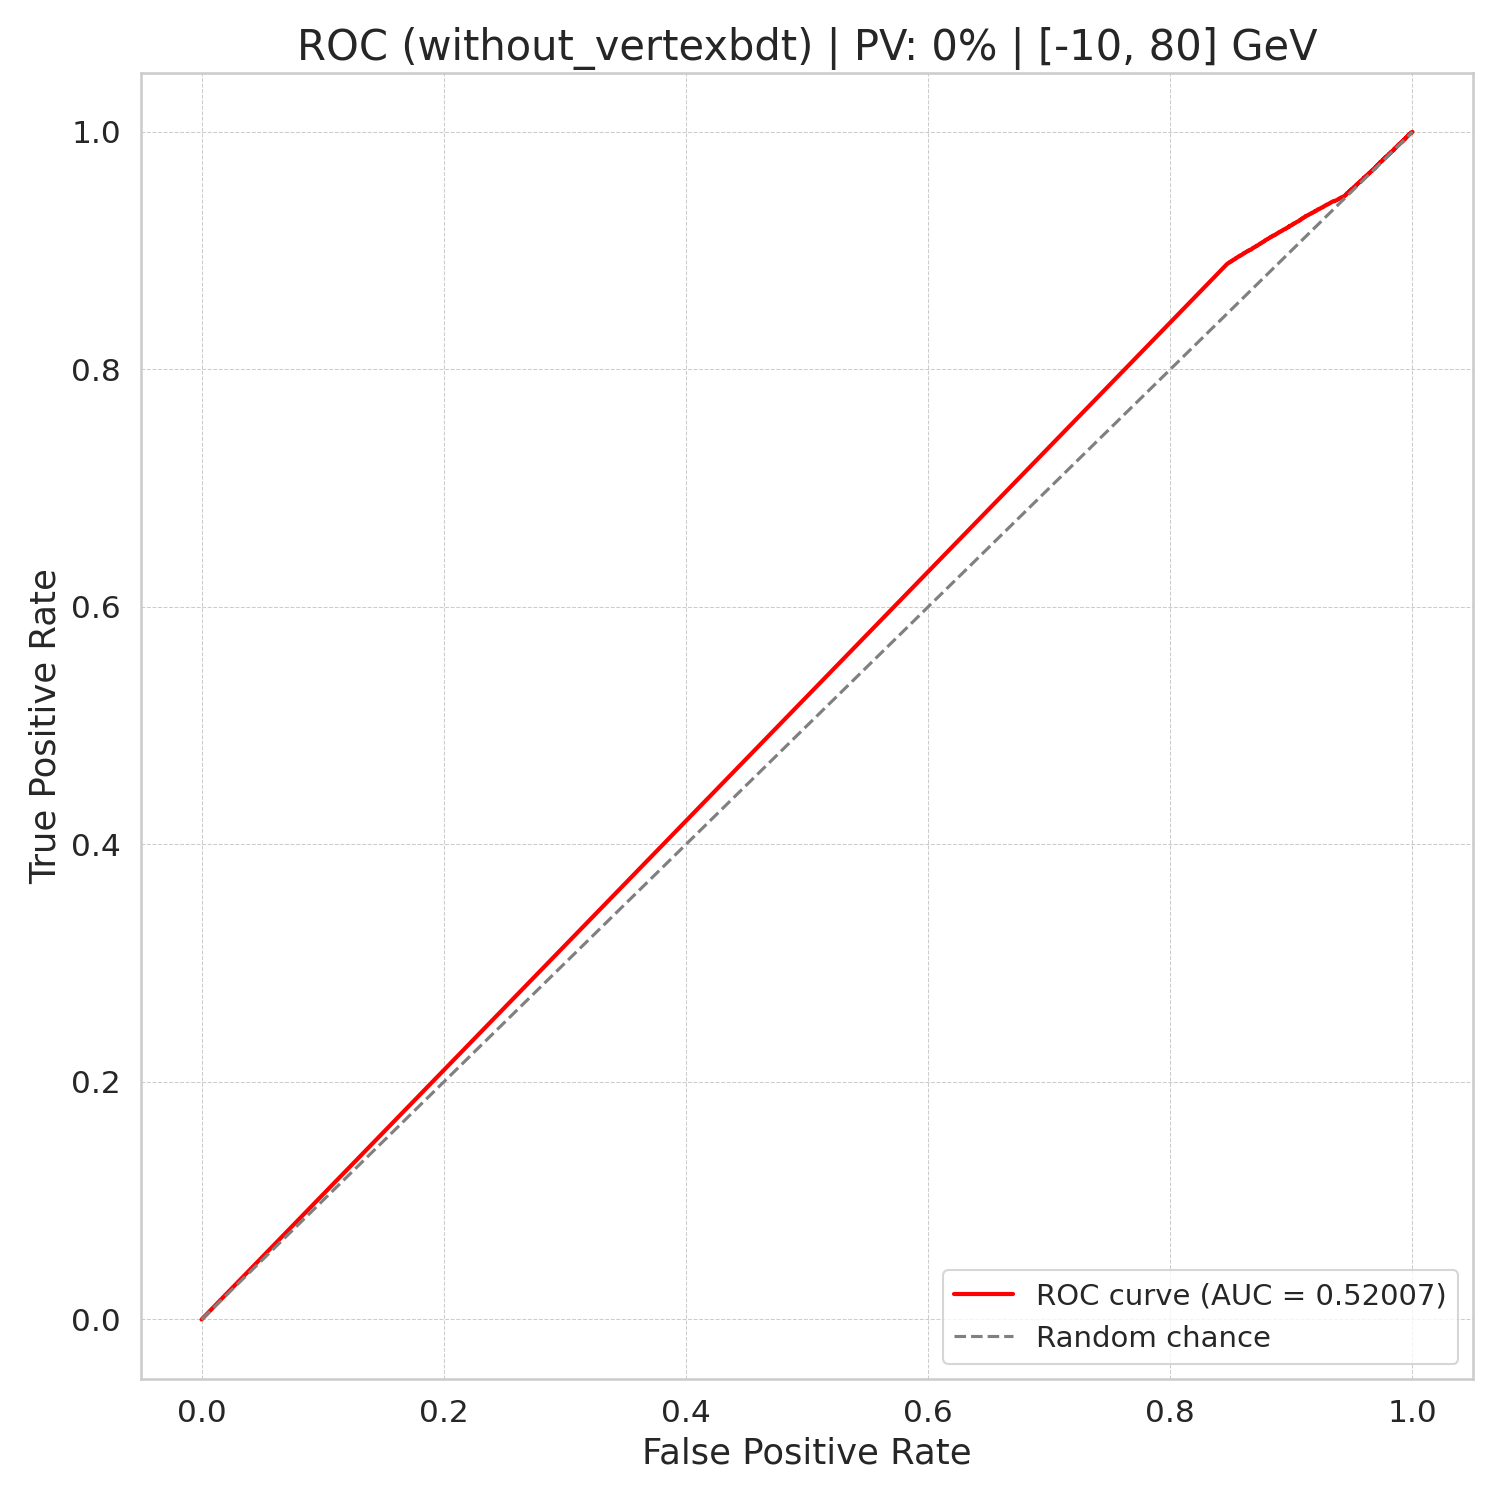 ROC (without_vertexbdt) | PV: 0% | [-10, 80] GeV
True Positive Rate
1.0
0.8
0.6
0.4
0.2
0.0
ROC curve (AUC = 0.52007)
Random chance
0.0 0.2 0.4 0.6 0.8 1.0
False Positive Rate